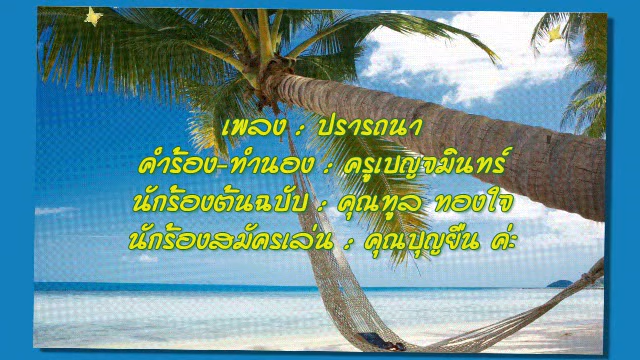 เพลง : ปรารถนา
คำร้อง-ทำนอง : ครูเบญจมินทร์
นักร้องต้นฉบับ : คุณทูล ทองใจ
นักร้องสมัครเล่น : คุณบุญยืน ค่ะ